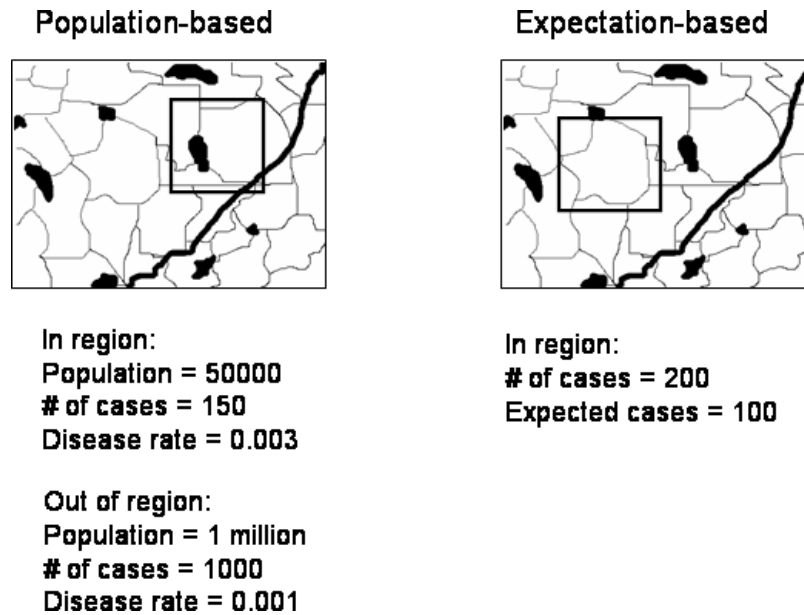 Population-based
In region:
Population = 50000
# of cases = 150
Disease rate = 0.003
Out of region:
Population = 1 million
# of cases = 1000
Disease rate = 0.001
Expectation-based
In region:
# of cases = 200
Expected cases = 100